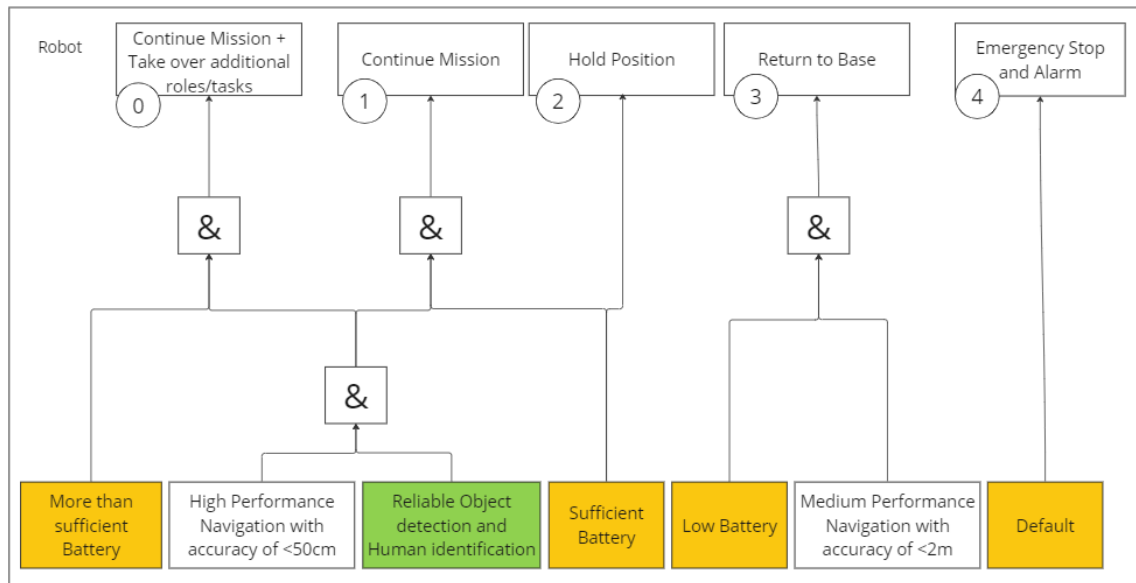 Robot
Continue Mission +
Take over additional
roles/tasks
0
Continue Mission
1
Hold Position
2
Return to Base
3
Emergency Stop
and Alarm
4
&
&
&
&
More than
sufficient
Battery
High Performance
Navigation with
accuracy of <50cm
Reliable Object
detection and
Human identification
Sufficient
Battery
Low Battery
Medium Performance
Navigation with
accuracy of <2m
Default